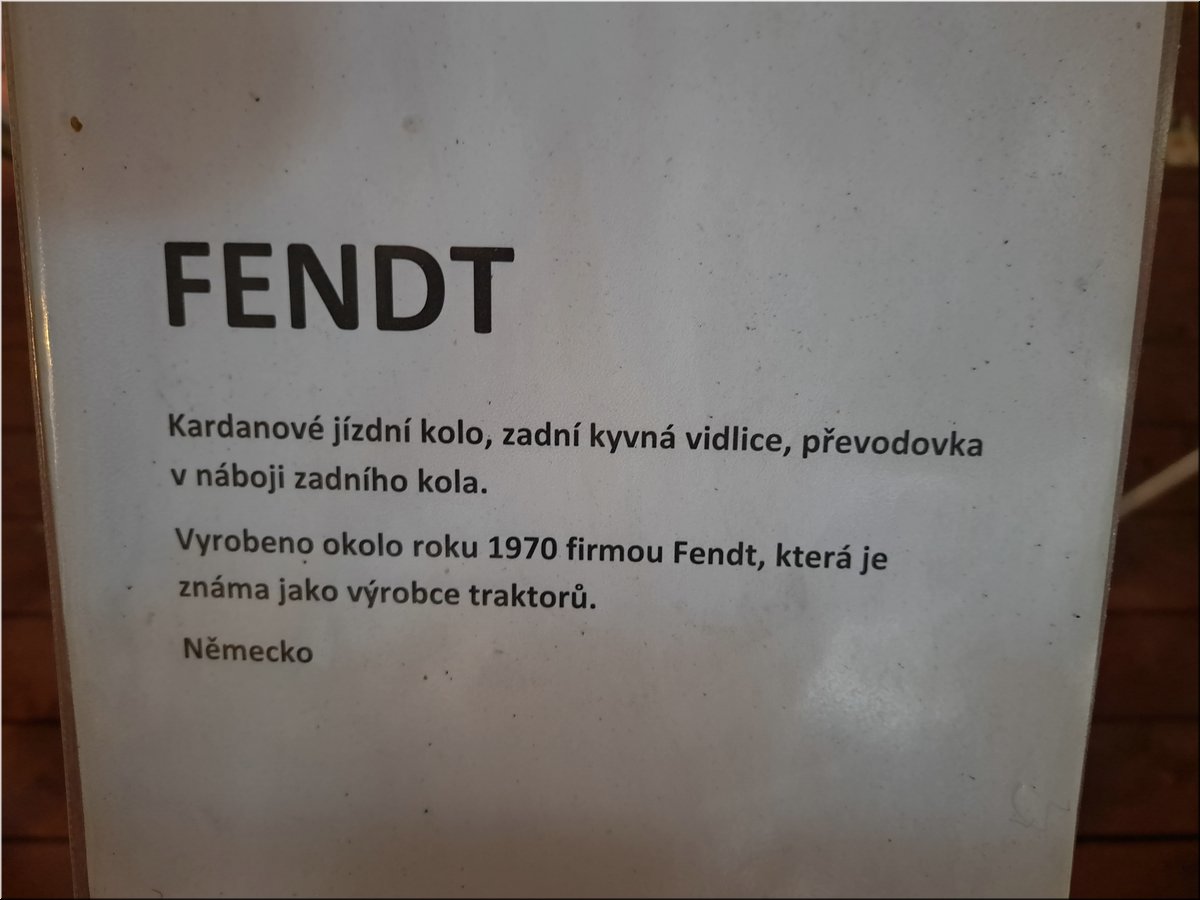 FENDT
Kardanové jízdní kolo, zadní kyvná vidlice, převodovka
v náboji zadního kola.
Vyrobeno okolo roku 1970 firmou Fendt, která je
známa jako výrobce traktorů.
Německo